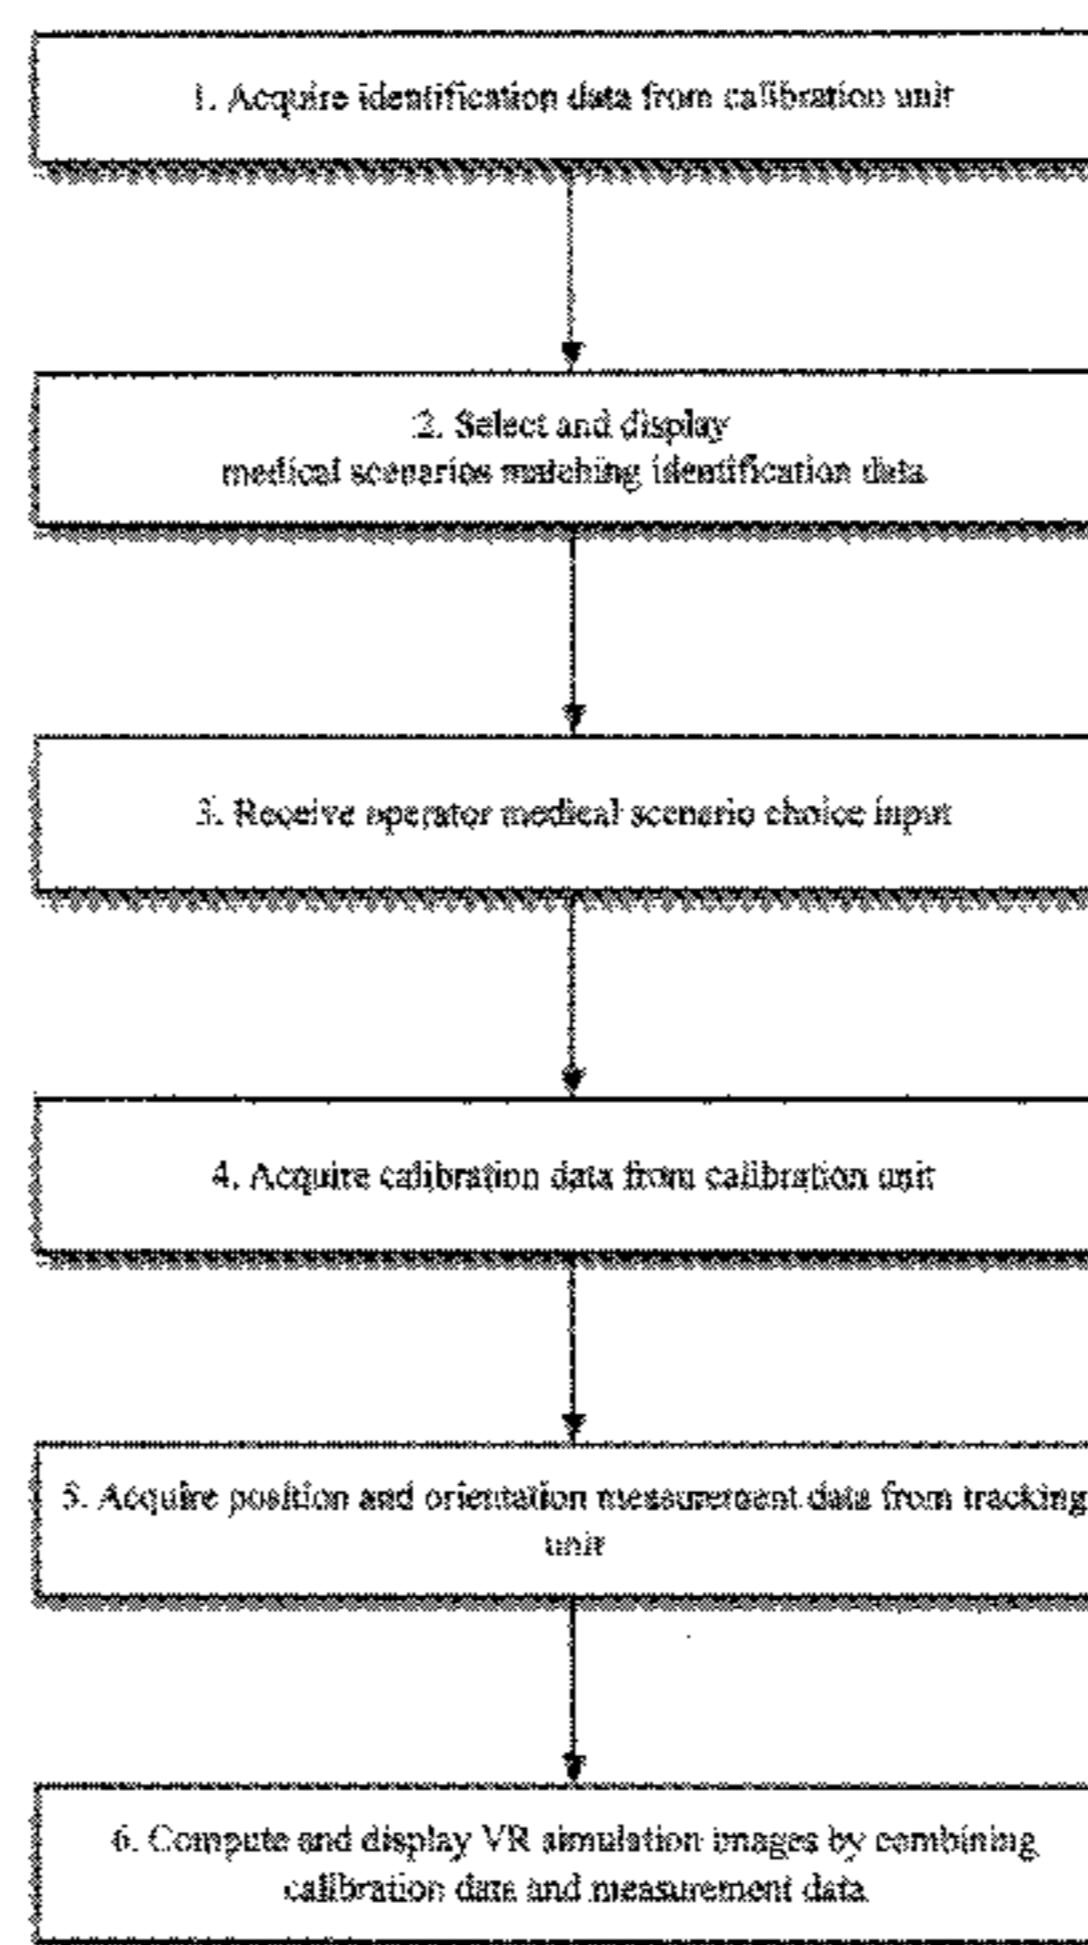 1. Acquire identification data from calibration unit
2. Select and display
medical scenarios matching identification data
3. Receive operator medical scenario choice input
4. Acquire calibration data from calibration unit
5. Acquire position and orientation measurement data from tracking
unit
6. Compute and display VR simulation images by combining
calibration data and measurement data